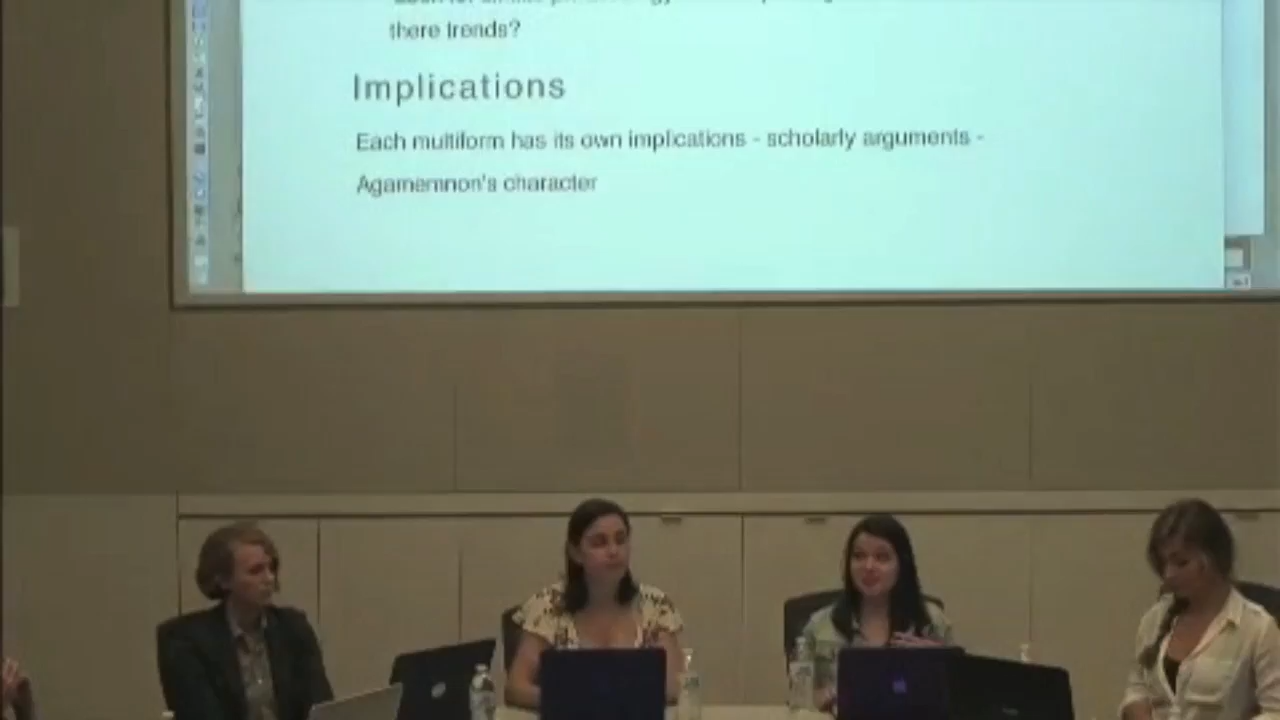 there trends?
Implications
Each multiform has its own implications - scholarly arguments -
Agamemnon's character